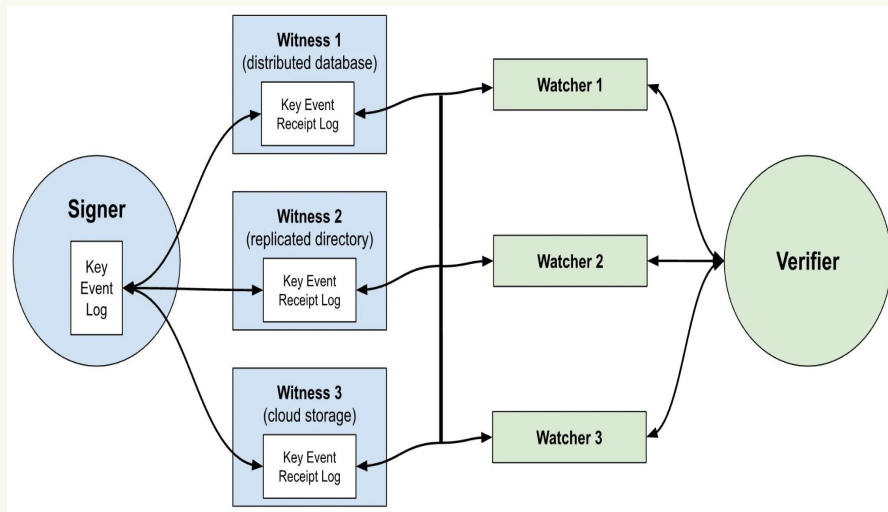 Signer
Key
Event
Log
Witness 1
(distributed database)
Key Event
Receipt Log
Witness 2
(replicated directory)
Key Event
Receipt Log
Witness 3
(cloud storage)
Key Event
Receipt Log
Watcher 1
Watcher 2
Watcher 3
Verifier